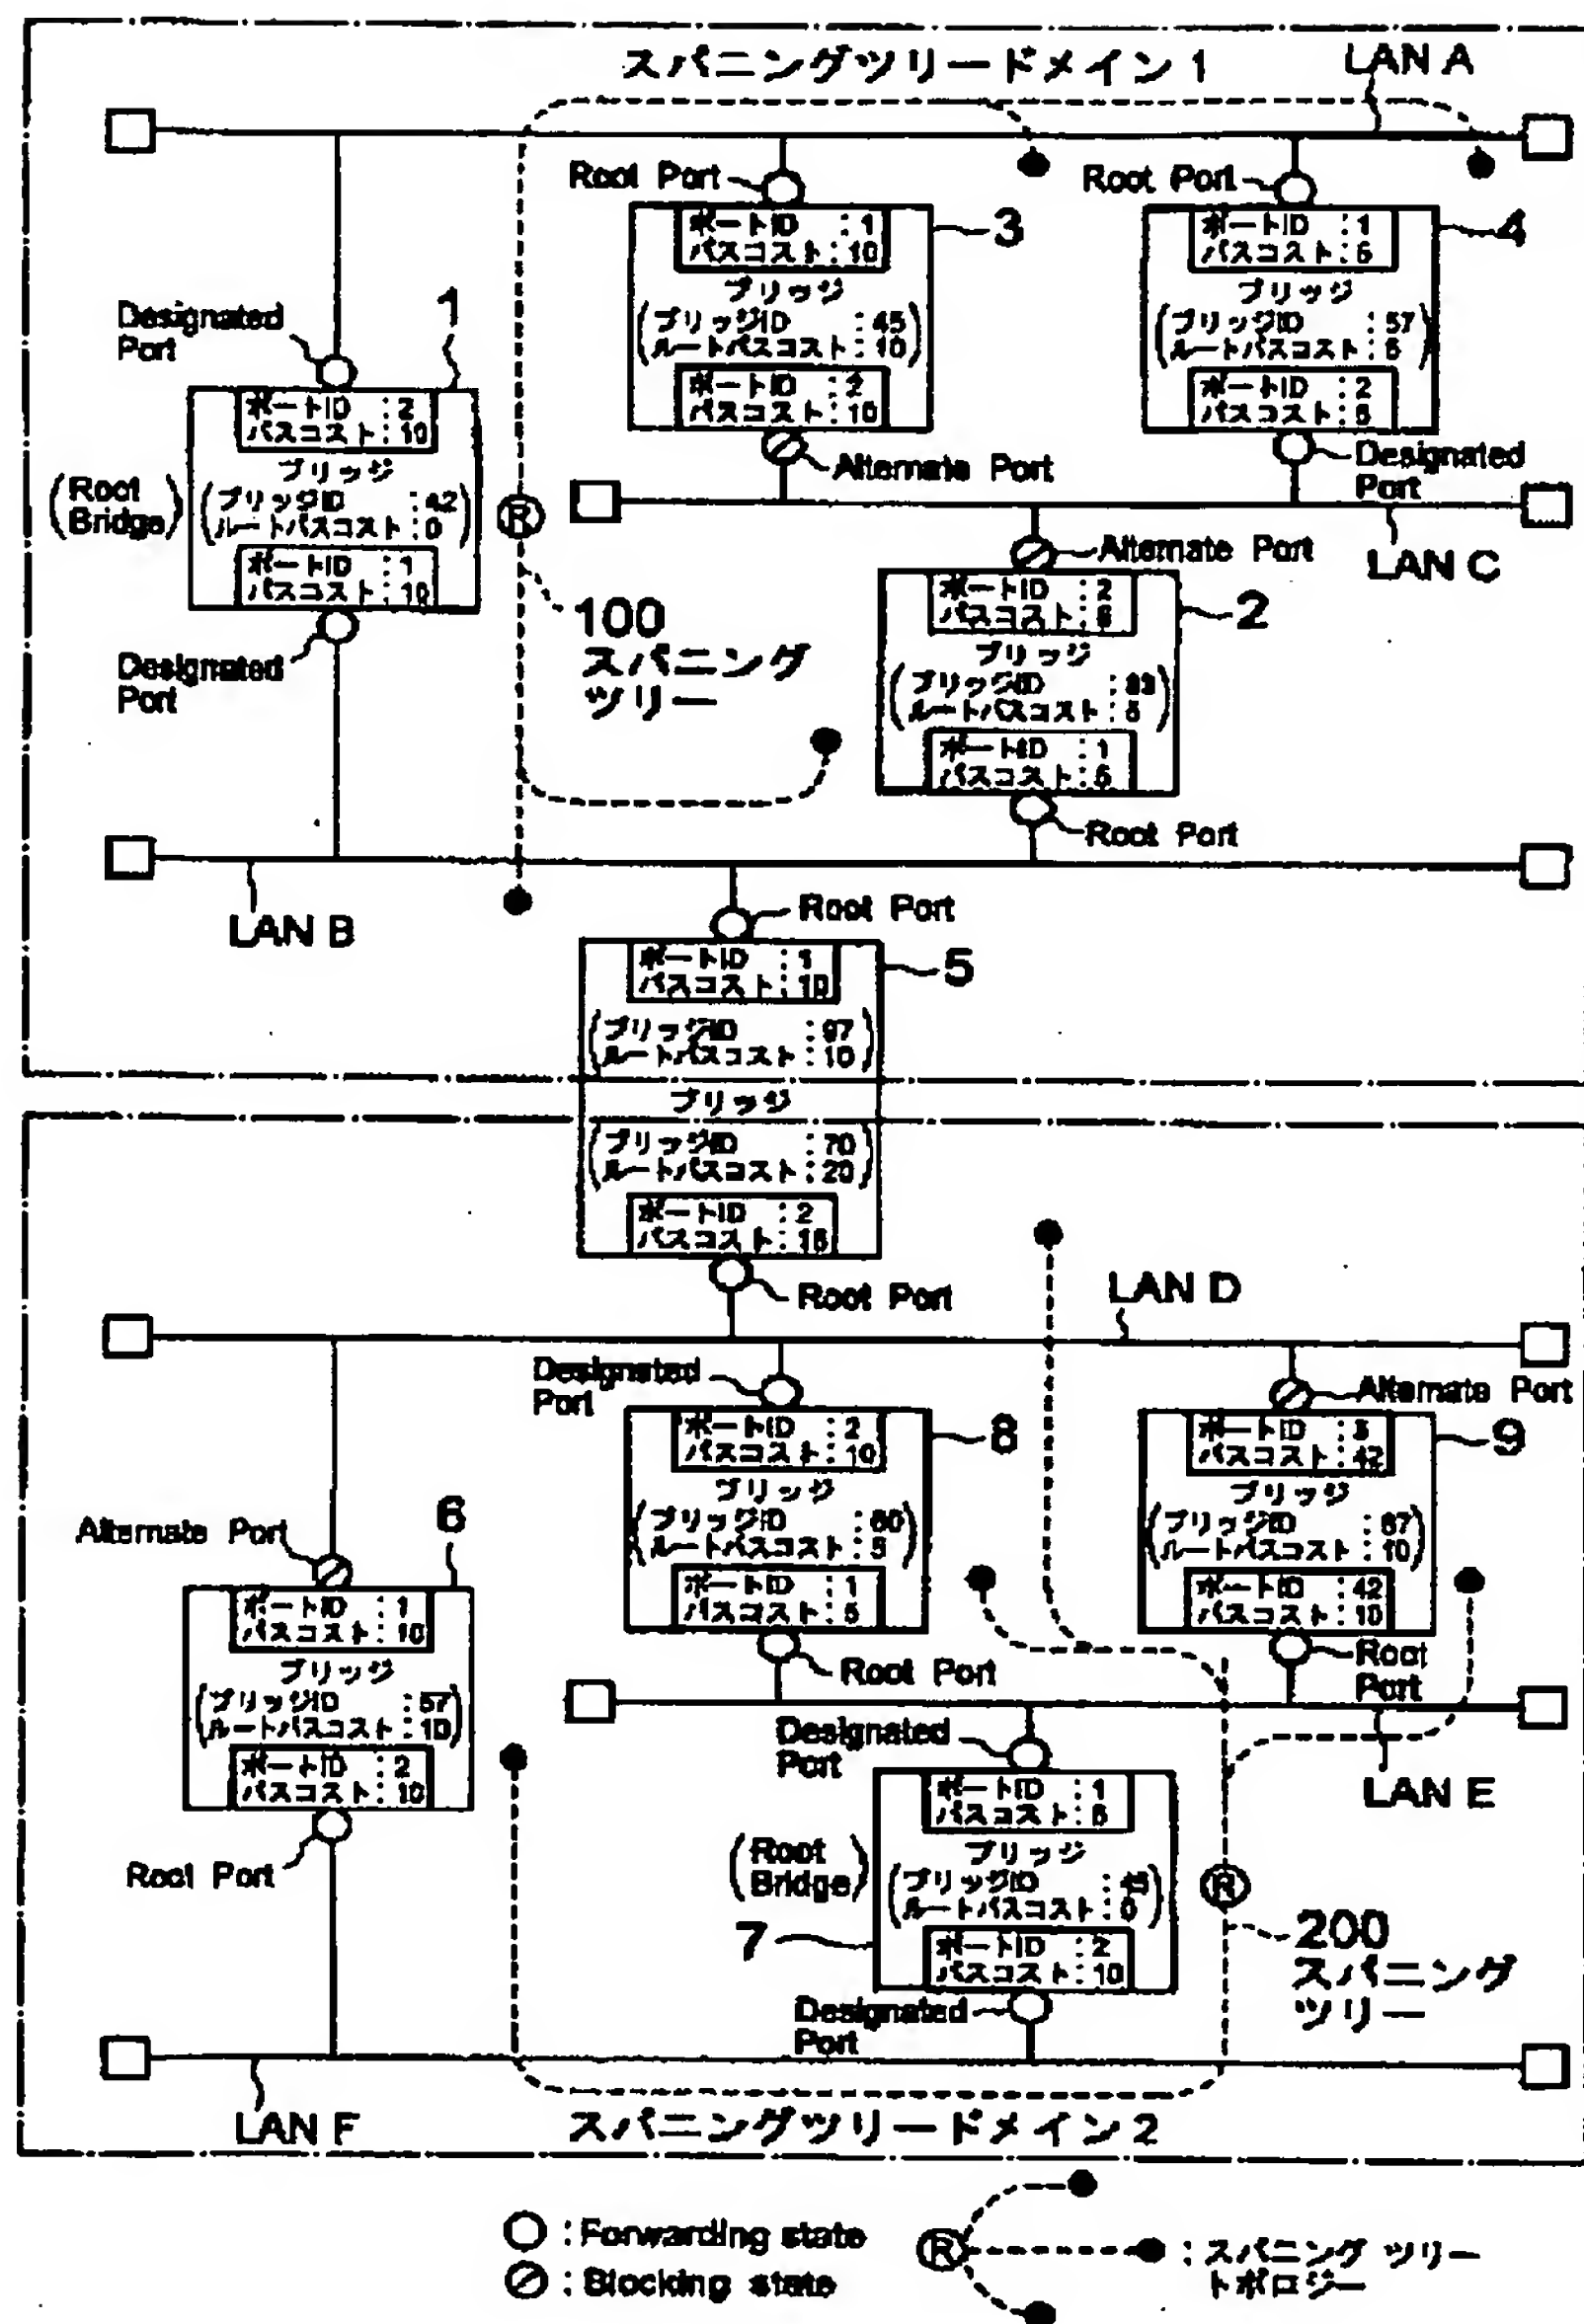 スパニングツリードメイン1
LAN A
Root Port
ポートID : 1
パスコスト : 10
ブリッジ
ブリッジID : 45
ルートパスコスト : 10
ポートID : 2
パスコスト : 10
3
Alternate Port
Root Port
ポートID : 1
パスコスト : 5
ブリッジ
ブリッジID : 57
ルートパスコスト : 5
ポートID : 2
パスコスト : 5
4
Designated
Port
LAN C
Designated
Port
1
ポートID : 2
パスコスト : 10
ブリッジ
(Root
Bridge)
ブリッジID : 42
ルートパスコスト : 0
ポートID : 1
パスコスト : 10
Designated
Port
R
100
スパニング
ツリー
Alternate Port
ポートID : 2
パスコスト : 5
ブリッジ
ブリッジID :
ルートパスコスト : 5
ポートID : 1
パスコスト : 5
2
Root Port
LAN B
Root Port
ポートID : 1
パスコスト : 10
5
ブリッジID : 97
ルートパスコスト : 10
ブリッジ
ブリッジID : 70
ルートパスコスト : 20
ポートID : 2
パスコスト : 15
Root Port
LAN D
Designated
Port
ポートID : 2
パスコスト : 10
8
ブリッジ
ブリッジID : 60
ルートパスコスト : 5
ポートID : 1
パスコスト : 5
Root Port
Alternate Port
ポートID :
パスコスト : 42
9
ブリッジ
ブリッジID : 87
ルートパスコスト : 10
ポートID : 42
パスコスト : 10
Root
Port
LAN E
Alternate Port
6
ポートID : 1
パスコスト : 10
ブリッジ
ブリッジID : 57
ルートパスコスト : 10
ポートID : 2
パスコスト : 10
Root Port
Designated
Port
ポートID : 1
パスコスト : 5
ブリッジ
(Root
Bridge)
ブリッジID : 45
ルートパスコスト : 0
7
ポートID : 2
パスコスト : 10
Designated
Port
R
200
スパニング
ツリー
LAN F
スパニングツリードメイン2
: Forwarding state
: Blocking state
R
: スパニング ツリー
トポロジー